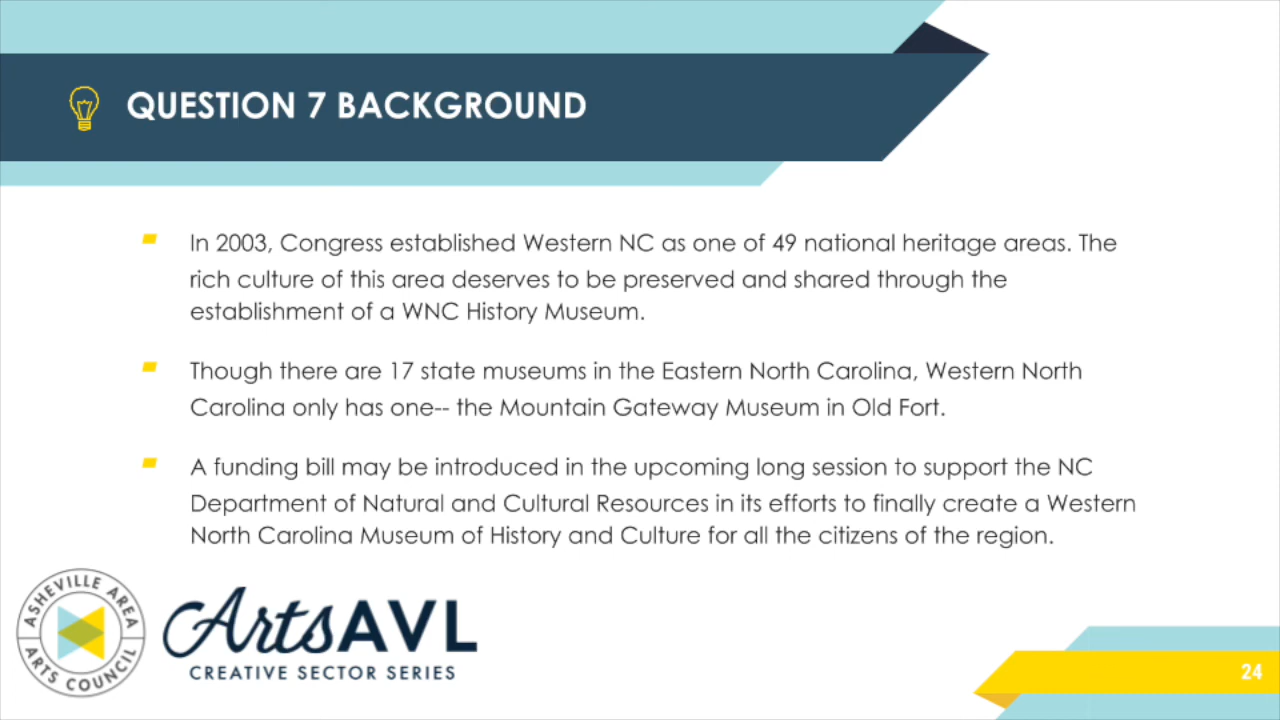 QUESTION 7 BACKGROUND
In 2003, Congress established Western NC as one of 49 national heritage areas. The
rich culture of this area deserves to be preserved and shared through the
establishment of a WNC History Museum.
Though there are 17 state museums in the Eastern North Carolina, Western North
Carolina only has one-- the Mountain Gateway Museum in Old Fort.
A funding bill may be introduced in the upcoming long session to support the NC
Department of Natural and Cultural Resources in its efforts to finally create a Western
North Carolina Museum of History and Culture for all the citizens of the region.
ASHEVILLE AREA
ARTS COUNCIL
ArtsAVL
CREATIVE SECTOR SERIES
24